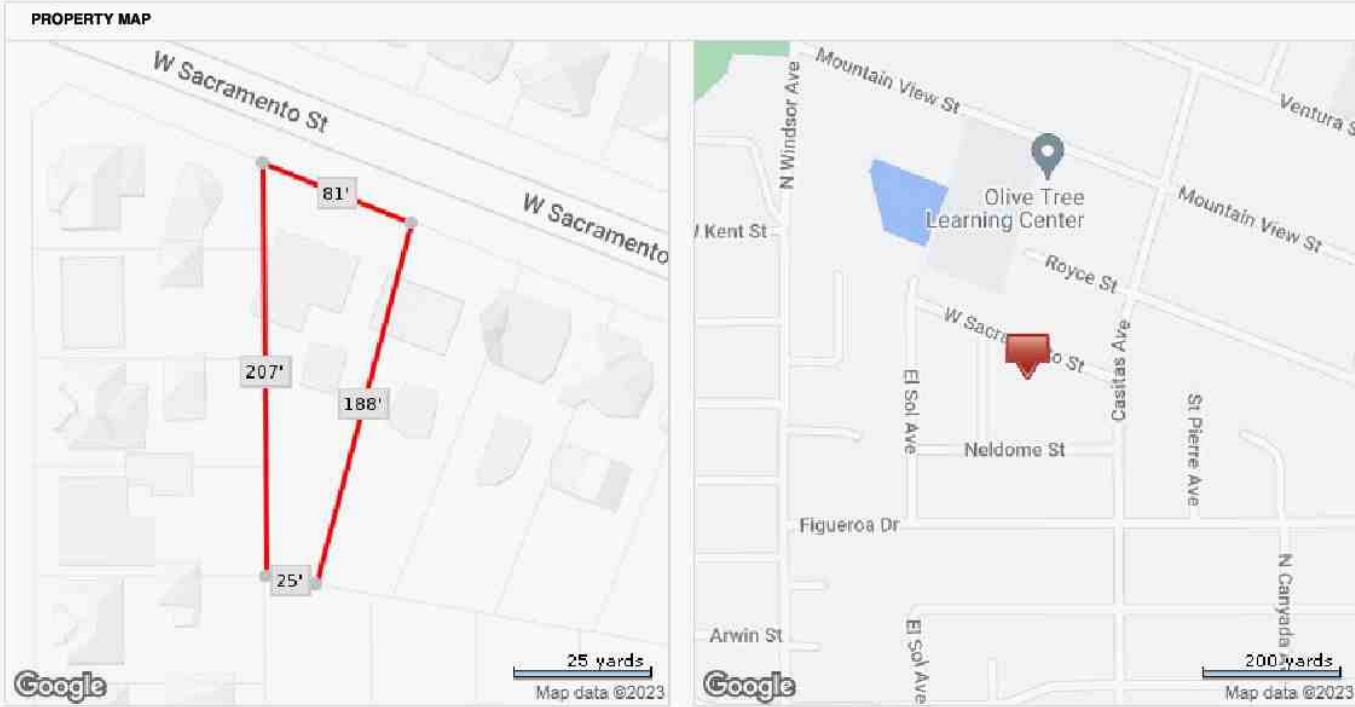 PROPERTY MAP
W Sacramento St
81'
W Sacramento
207'
188'
25'
25 yards
Google
Map data ©2023
Mountain View St
N Windsor Ave
Ventura S
Olive Tree
Learning Center
Mountain View St
Kent St
Royce St
W Sacra
o St
Casitas Ave
El Sol Ave
St Pierre Ave
Neldome St
Figueroa Dr
N Canyada A
Arwin St
El Sol Ave
200 yards
Google
Map data ©2023